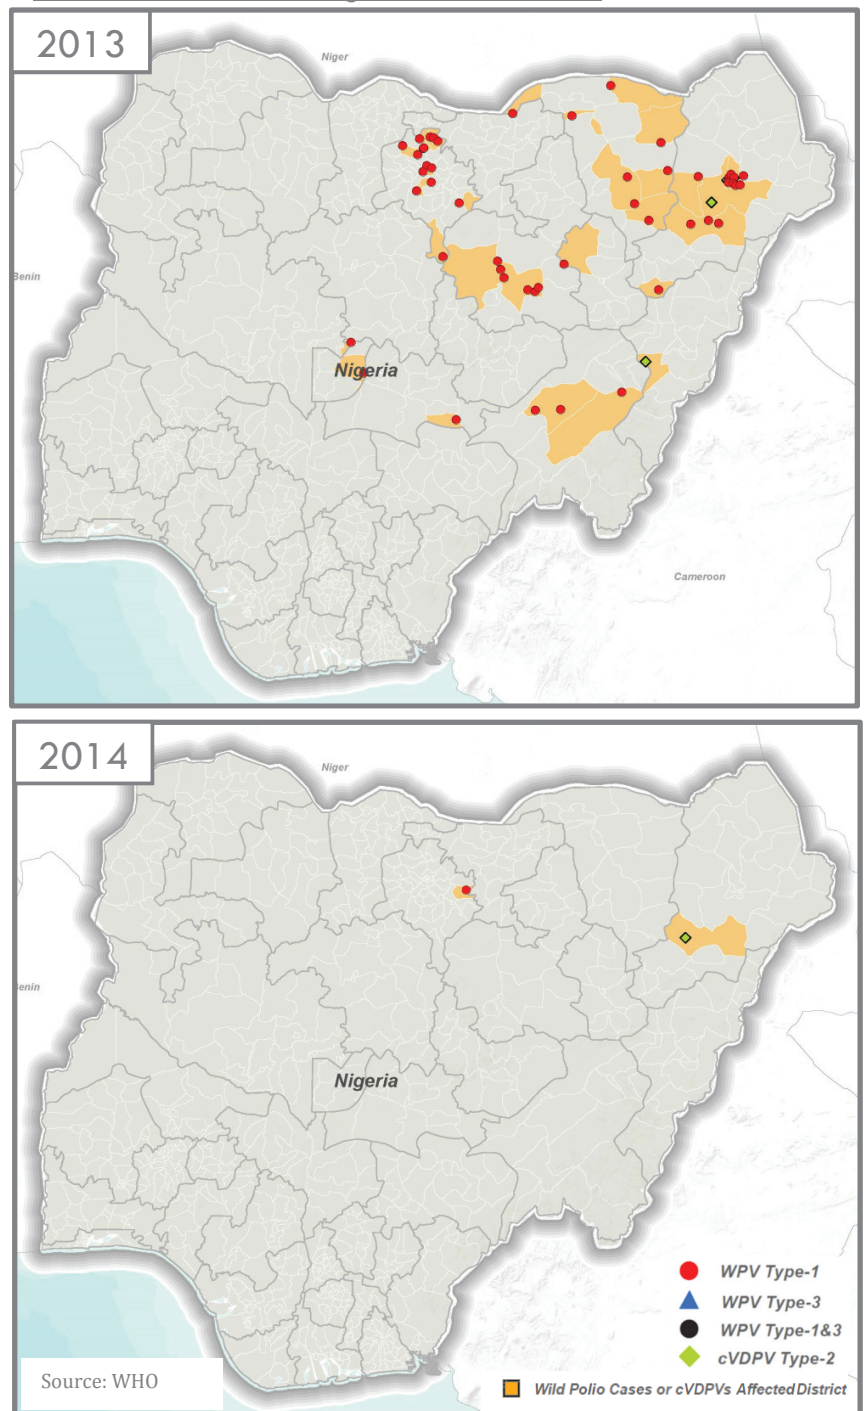 2013
Niger
Benin
Nigeria
Cameroon
2014
Niger
enin
Nigeria
WPV Type-1
WPV Type-3
WPV Type-1&3
cVDPV Type-2
Source: WHO
Wild Polio Cases or cVDPVs Affected District